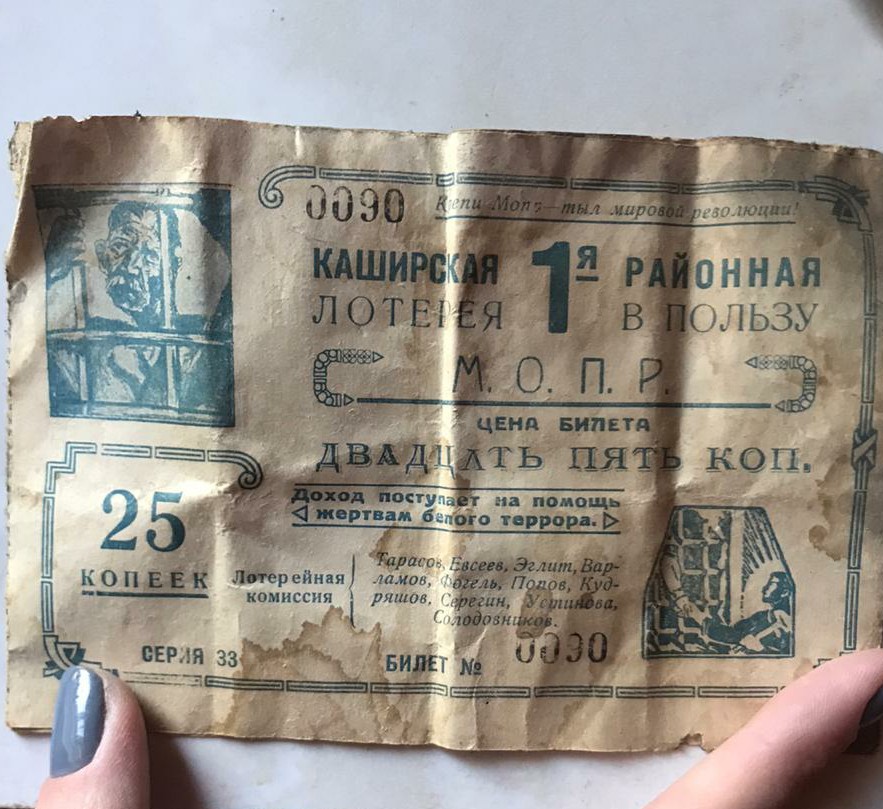 0090 Крепи Мопр — тыл мировой революции!
КАШИРСКАЯ 1я РАЙОННАЯ
ЛОТЕРЕЯ В ПОЛЬЗУ
М. О. П. Р.
ЦЕНА БИЛЕТА
ДВАДЦАТЬ ПЯТЬ КОП.
Доход поступает на помощь
жертвам белого террора.
25
КОПЕЕК
Лотерейная
комиссия
Тарасов, Евсеев, Эглит, Вар-
ламов, Фогель, Попов, Куд-
ряшов, Серегин, Устинова,
Солодовников.
СЕРИЯ 33 БИЛЕТ № 0090